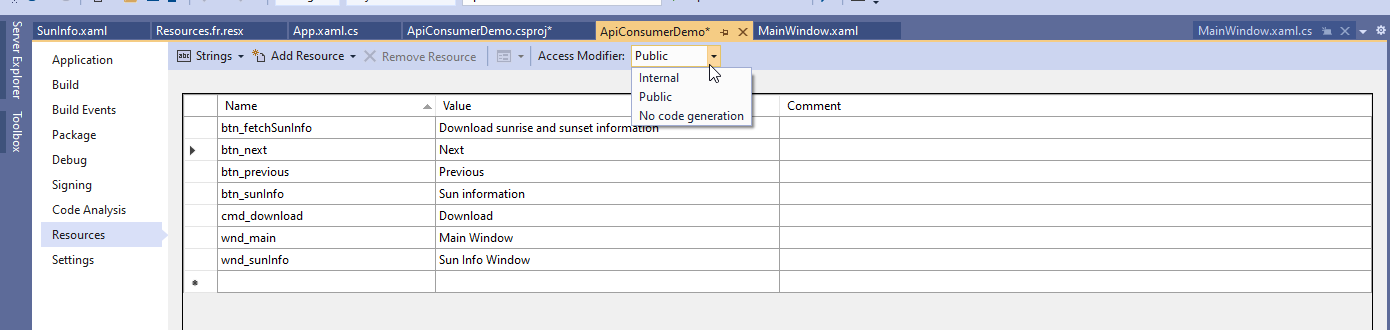 Server Explorer
Toolbox
SunInfo.xaml Resources.fr.resx App.xaml.cs ApiConsumerDemo.csproj* ApiConsumerDemo* MainWindow.xaml MainWindow.xaml.cs
Application
Build
Build Events
Package
Debug
Signing
Code Analysis
Resources
Settings
Strings Add Resource Remove Resource Access Modifier: Public
Internal
Public
No code generation
Name Value Comment
btn_fetchSunInfo Download sunrise and sunset information
btn_next Next
btn_previous Previous
btn_sunInfo Sun information
cmd_download Download
wnd_main Main Window
wnd_sunInfo Sun Info Window